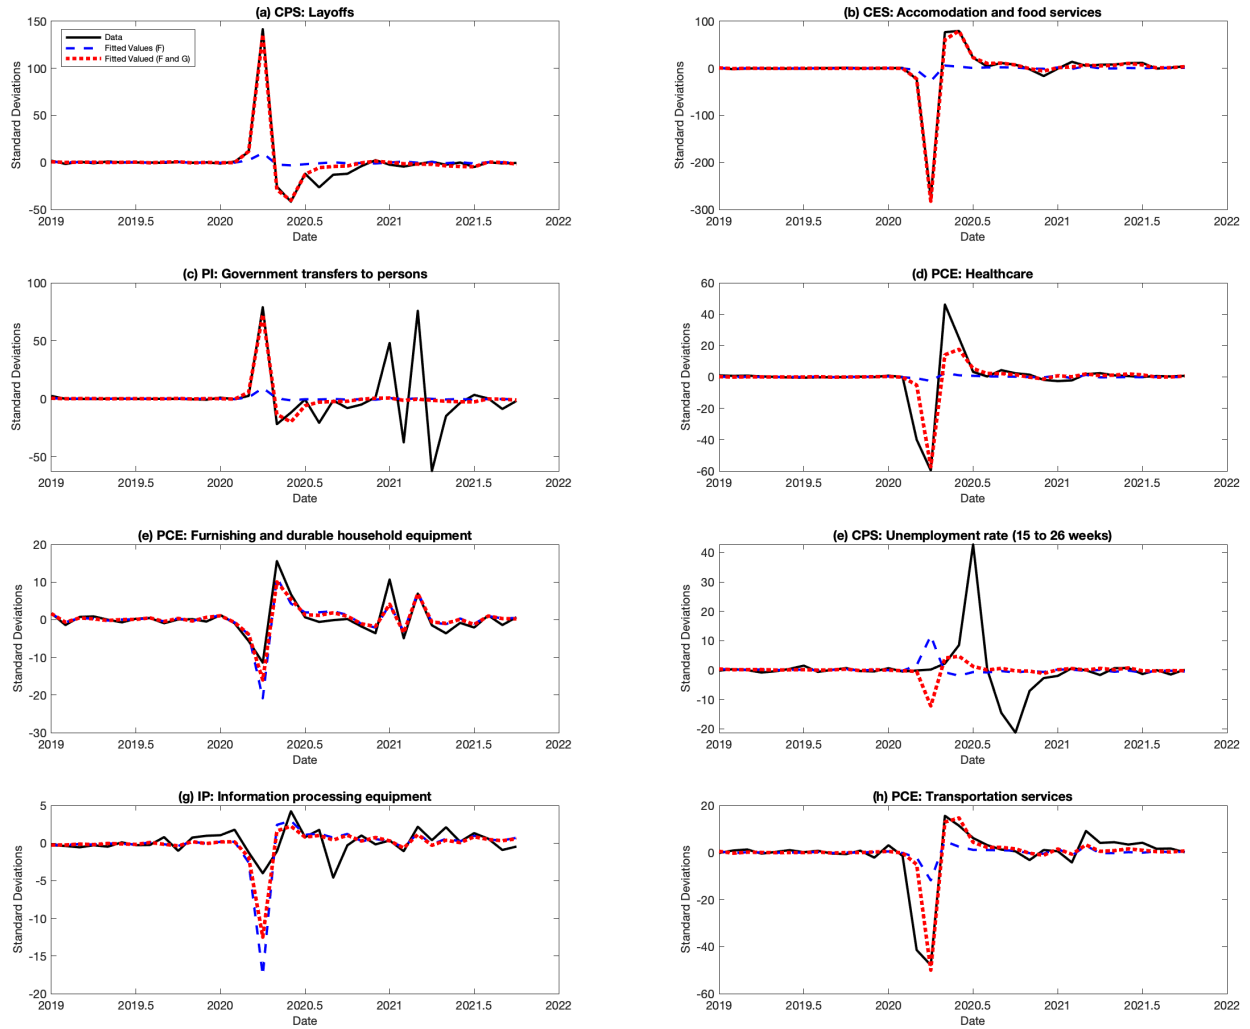 (a) CPS: Layoffs
Standard Deviations
150
100
50
0
-50
Data
Fitted Values (F)
Fitted Valued (F and G)
2019 2019.5 2020 2020.5 2021 2021.5 2022
Date
(b) CES: Accomodation and food services
Standard Deviations
100
0
-100
-200
-300
2019 2019.5 2020 2020.5 2021 2021.5 2022
Date
(c) PI: Government transfers to persons
Standard Deviations
100
50
0
-50
2019 2019.5 2020 2020.5 2021 2021.5 2022
Date
(d) PCE: Healthcare
Standard Deviations
60
40
20
0
-20
-40
-60
2019 2019.5 2020 2020.5 2021 2021.5 2022
Date
(e) PCE: Furnishing and durable household equipment
Standard Deviations
20
10
0
-10
-20
-30
2019 2019.5 2020 2020.5 2021 2021.5 2022
Date
(e) CPS: Unemployment rate (15 to 26 weeks)
Standard Deviations
40
30
20
10
0
-10
-20
2019 2019.5 2020 2020.5 2021 2021.5 2022
Date
(g) IP: Information processing equipment
Standard Deviations
5
0
-5
-10
-15
-20
2019 2019.5 2020 2020.5 2021 2021.5 2022
Date
(h) PCE: Transportation services
Standard Deviations
20
0
-20
-40
-60
2019 2019.5 2020 2020.5 2021 2021.5 2022
Date